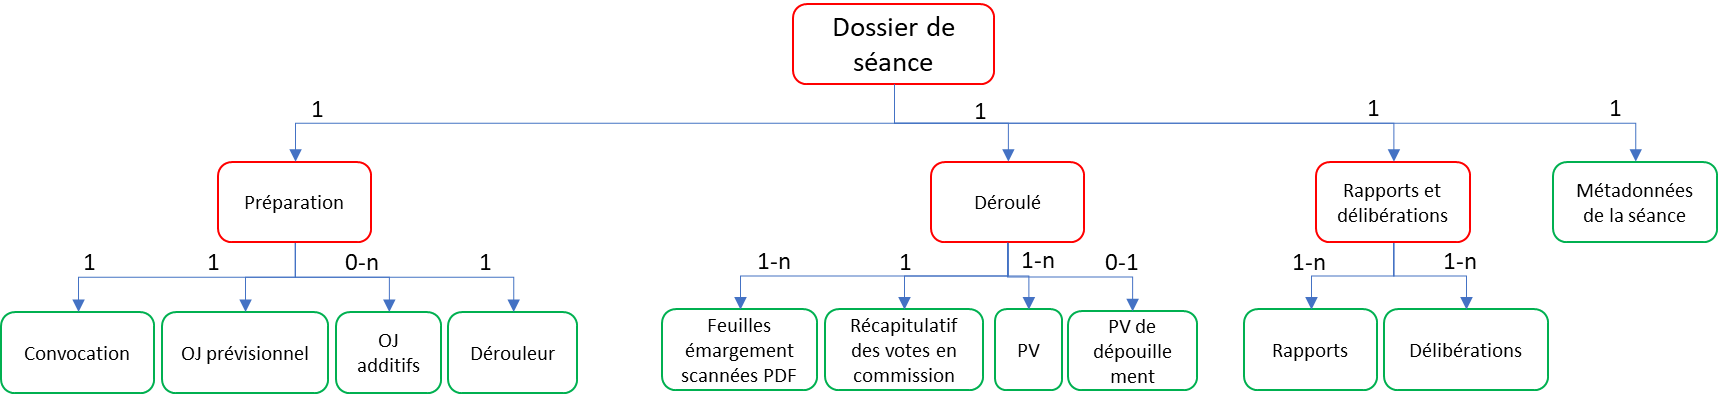 Dossier de
séance
1
1
1
1
Préparation
Déroulé
Rapports et
délibérations
Métadonnées
de la séance
1
1
0-n
1
1-n
1
1-n
0-1
1-n
1-n
Convocation
OJ prévisionnel
OJ
additifs
Dérouleur
Feuilles
émargement
scannées PDF
Récapitulatif
des votes en
commission
PV
PV de
dépouille
ment
Rapports
Délibérations